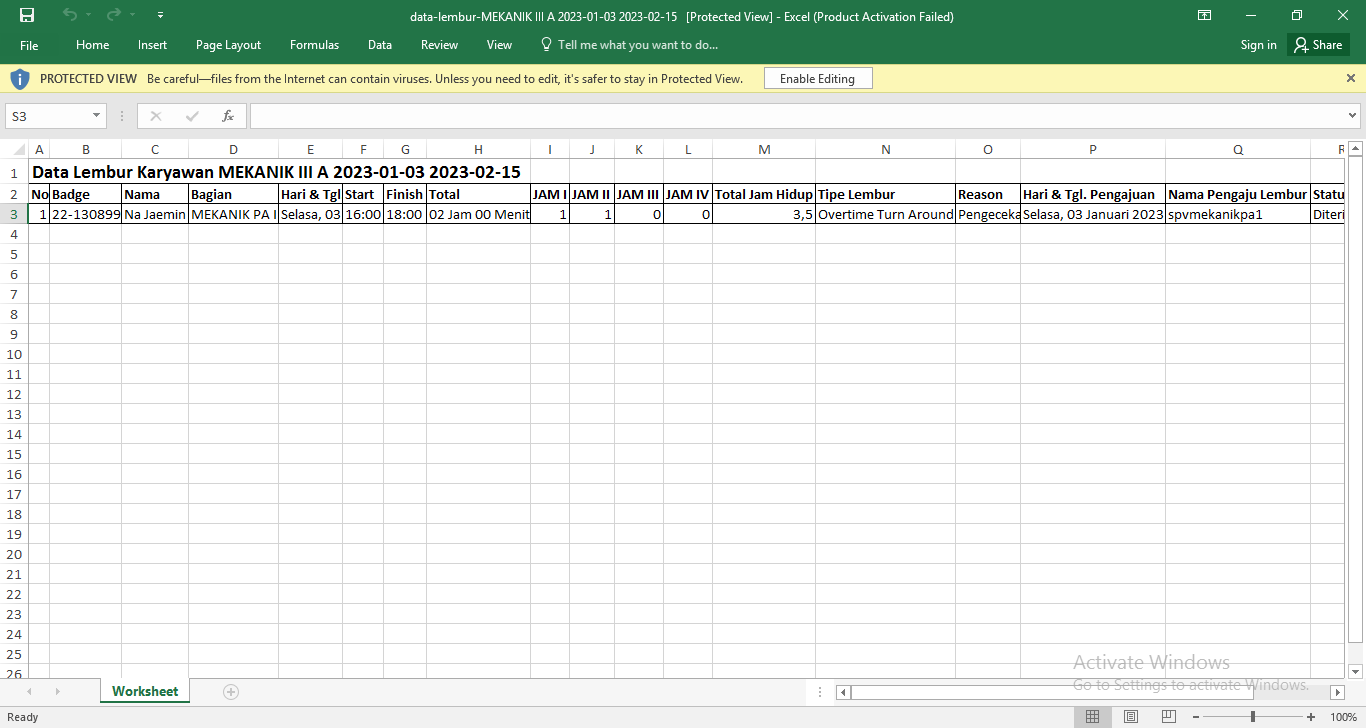 data-lembur-MEKANIK III A 2023-01-03 2023-02-15 [Protected View] - Excel (Product Activation Failed)
File Home Insert Page Layout Formulas Data Review View Tell me what you want to do... Sign in Share
PROTECTED VIEW Be careful—files from the Internet can contain viruses. Unless you need to edit, it's safer to stay in Protected View. Enable Editing
S3 fx
A B C D E F G H I J K L M N O P Q R
1 Data Lembur Karyawan MEKANIK III A 2023-01-03 2023-02-15
2 No Badge Nama Bagian Hari & Tgl Start Finish Total JAM I JAM II JAM III JAM IV Total Jam Hidup Tipe Lembur Reason Hari & Tgl. Pengajuan Nama Pengaju Lembur Statu
3 1 22-130899 Na Jaemin MEKANIK PA I Selasa, 03 16:00 18:00 02 Jam 00 Menit 1 1 0 0 3,5 Overtime Turn Around Pengeceka Selasa, 03 Januari 2023 spvmekanikpa1 Diteri
4
5
6
7
8
9
10
11
12
13
14
15
16
17
18
19
20
21
22
23
24
25
26
Activate Windows
Go to Settings to activate Windows.
Worksheet
Ready 100%